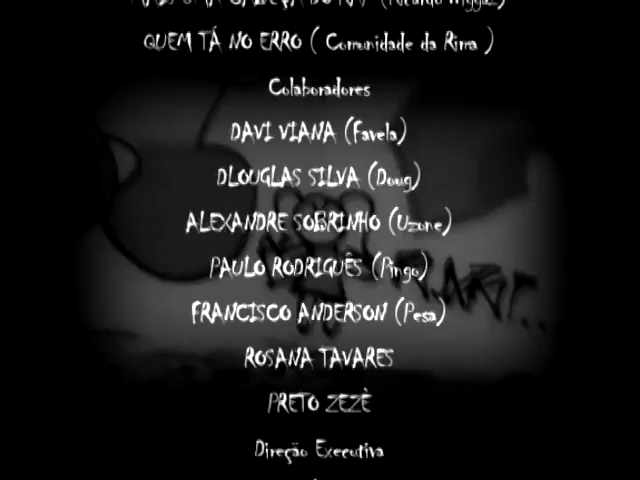 QUEM TÁ NO ERRO ( Comunidade da Rima )
Colaboradores
DAVI VIANA (Favela)
DLOUGLAS SILVA (Doug)
ALEXANDRE SOBRINHO (Uzone)
PAULO RODRIGUÊS (Pingo)
FRANCISCO ANDERSON (Pesa)
ROSANA TAVARES
PRETO ZEZÈ
Direção Executiva